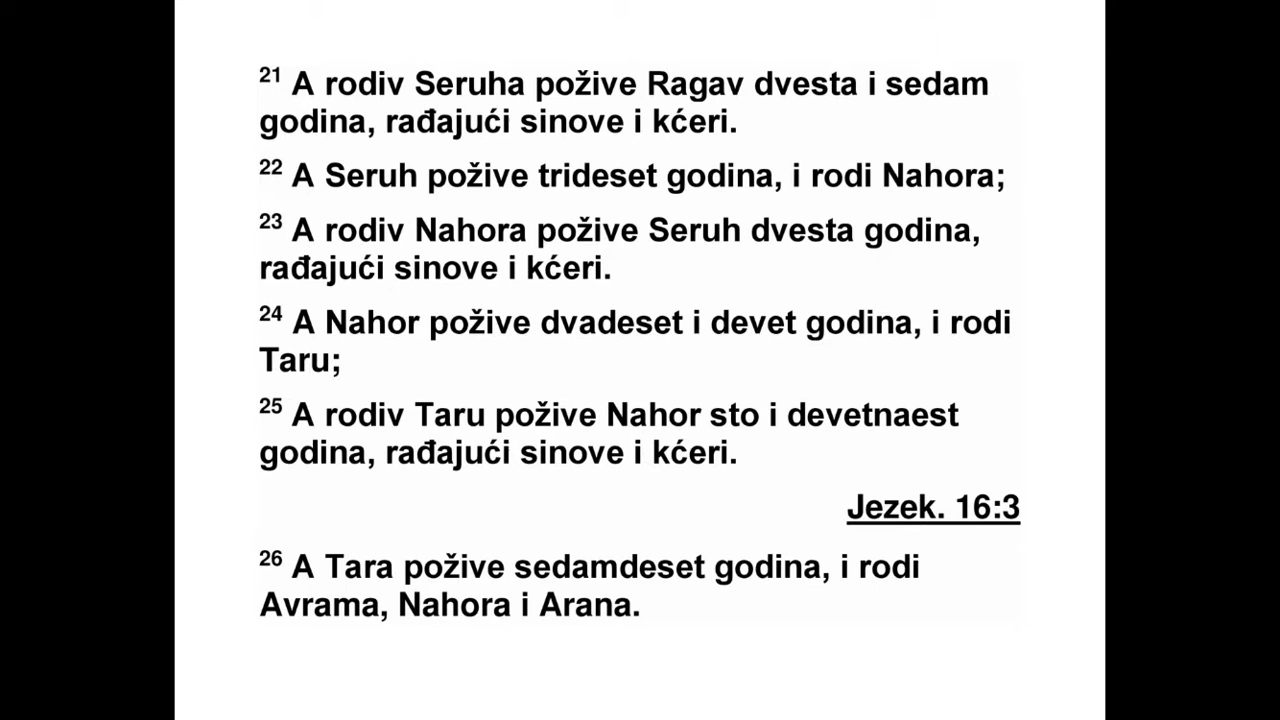 21 A rodiv Seruha požive Ragav dvesta i sedam
godina, rađajući sinove i kćeri.
22 A Seruh požive trideset godina, i rodi Nahora;
23 A rodiv Nahora požive Seruh dvesta godina,
rađajući sinove i kćeri.
24 A Nahor požive dvadeset i devet godina, i rodi
Taru;
25 A rodiv Taru požive Nahor sto i devetnaest
godina, rađajući sinove i kćeri.
Jezek. 16:3
26 A Tara požive sedamdeset godina, i rodi
Avrama, Nahora i Arana.